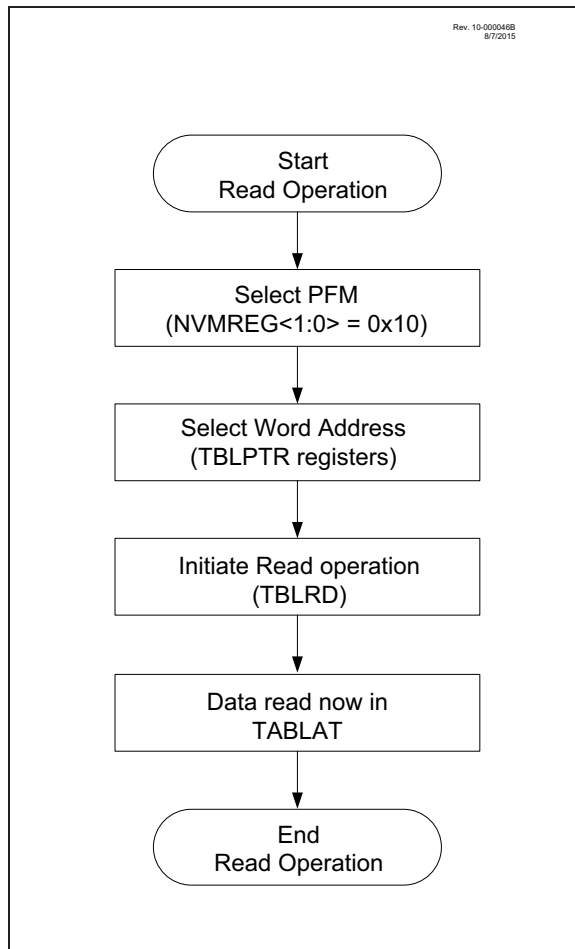 Rev. 10-000046B
8/7/2015
Start
Read Operation
Select PFM
(NVMREG<1:0> = 0x10)
Select Word Address
(TBLPTR registers)
Initiate Read operation
(TBLRD)
Data read now in
TABLAT
End
Read Operation